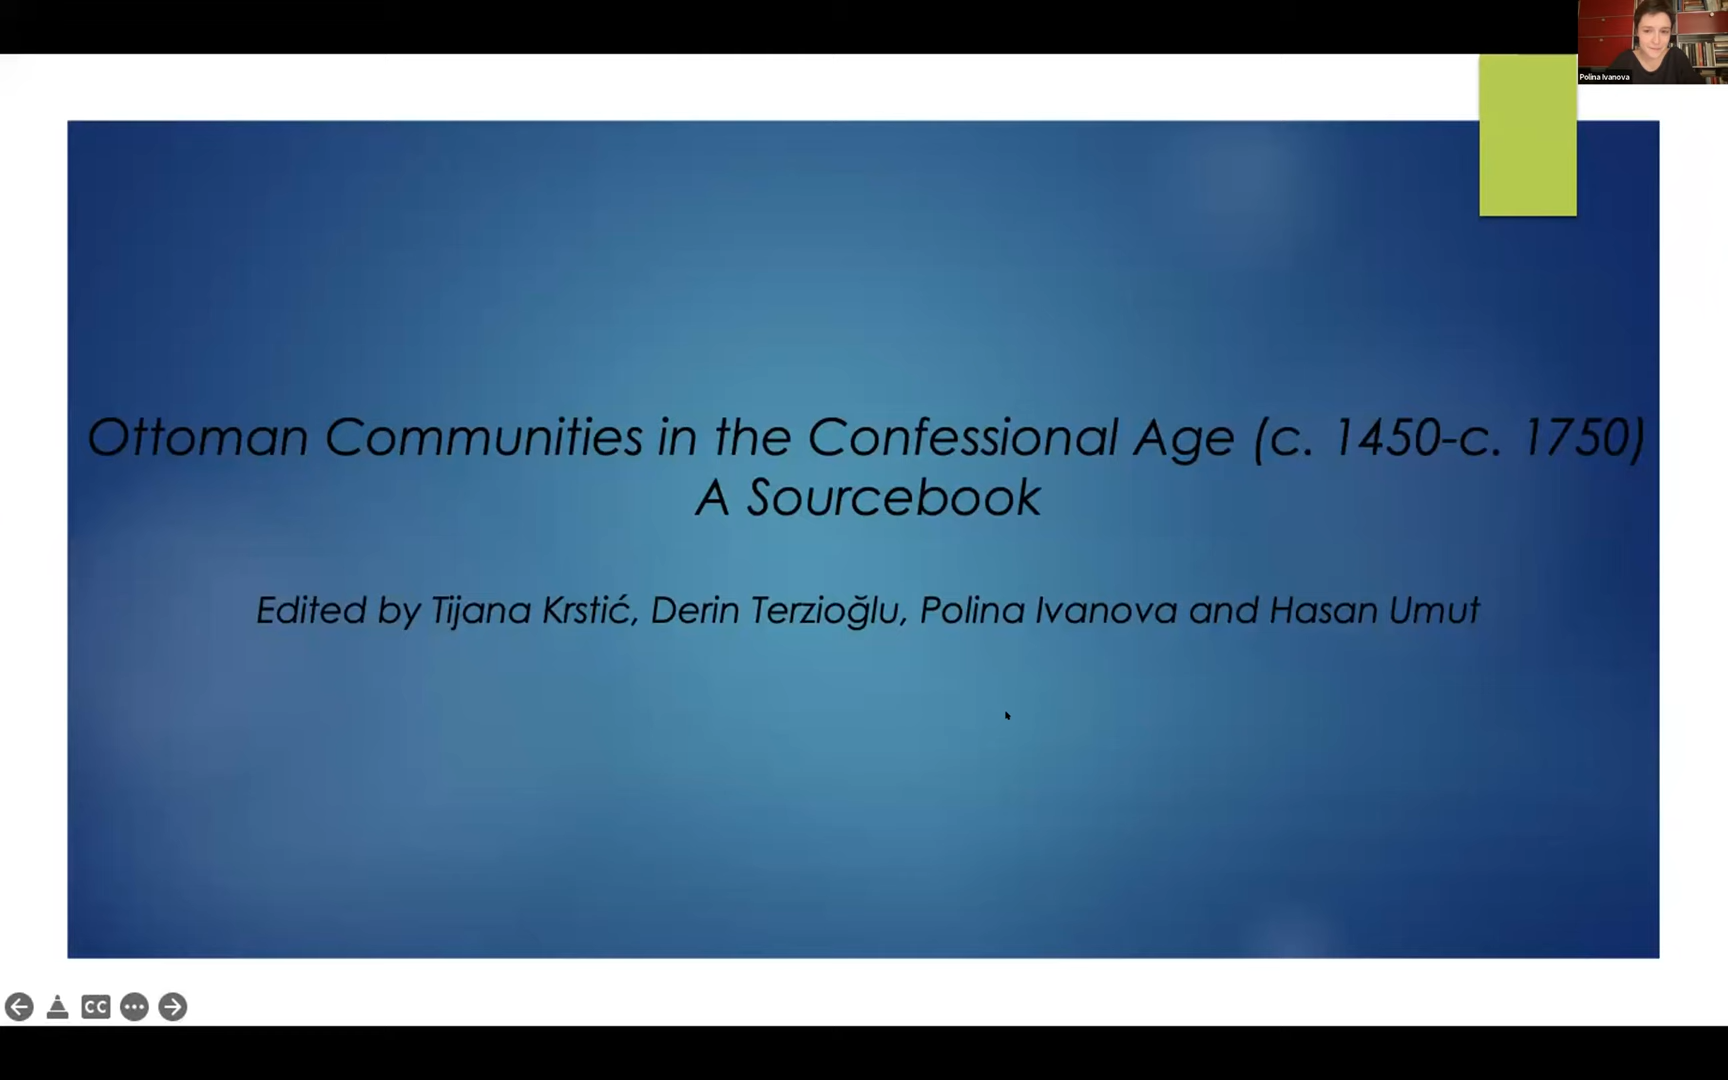 Polina Ivanova
Ottoman Communities in the Confessional Age (c. 1450-c. 1750)
A Sourcebook
Edited by Tijana Krstić, Derin Terzioğlu, Polina Ivanova and Hasan Umut
CC